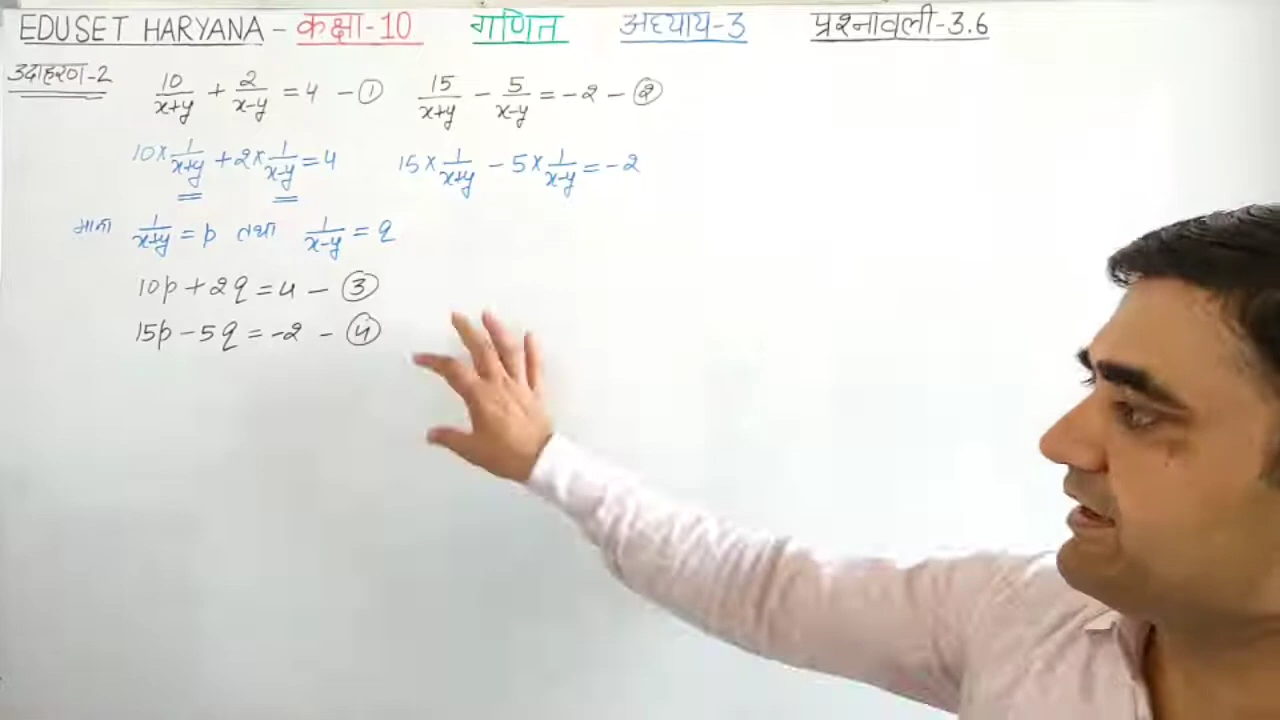 EDUSET HARYANA - कक्षा-10 गणित अध्याय-3 प्रश्नावली-3.6
उदाहरण-2
10/(x+y) + 2/(x-y) = 4 - ① 15/(x+y) - 5/(x-y) = -2 - ②
10 × 1/(x+y) + 2 × 1/(x-y) = 4 15 × 1/(x+y) - 5 × 1/(x-y) = -2
माना 1/(x+y) = p तथा 1/(x-y) = q
10p + 2q = 4 - ③
15p - 5q = -2 - ④